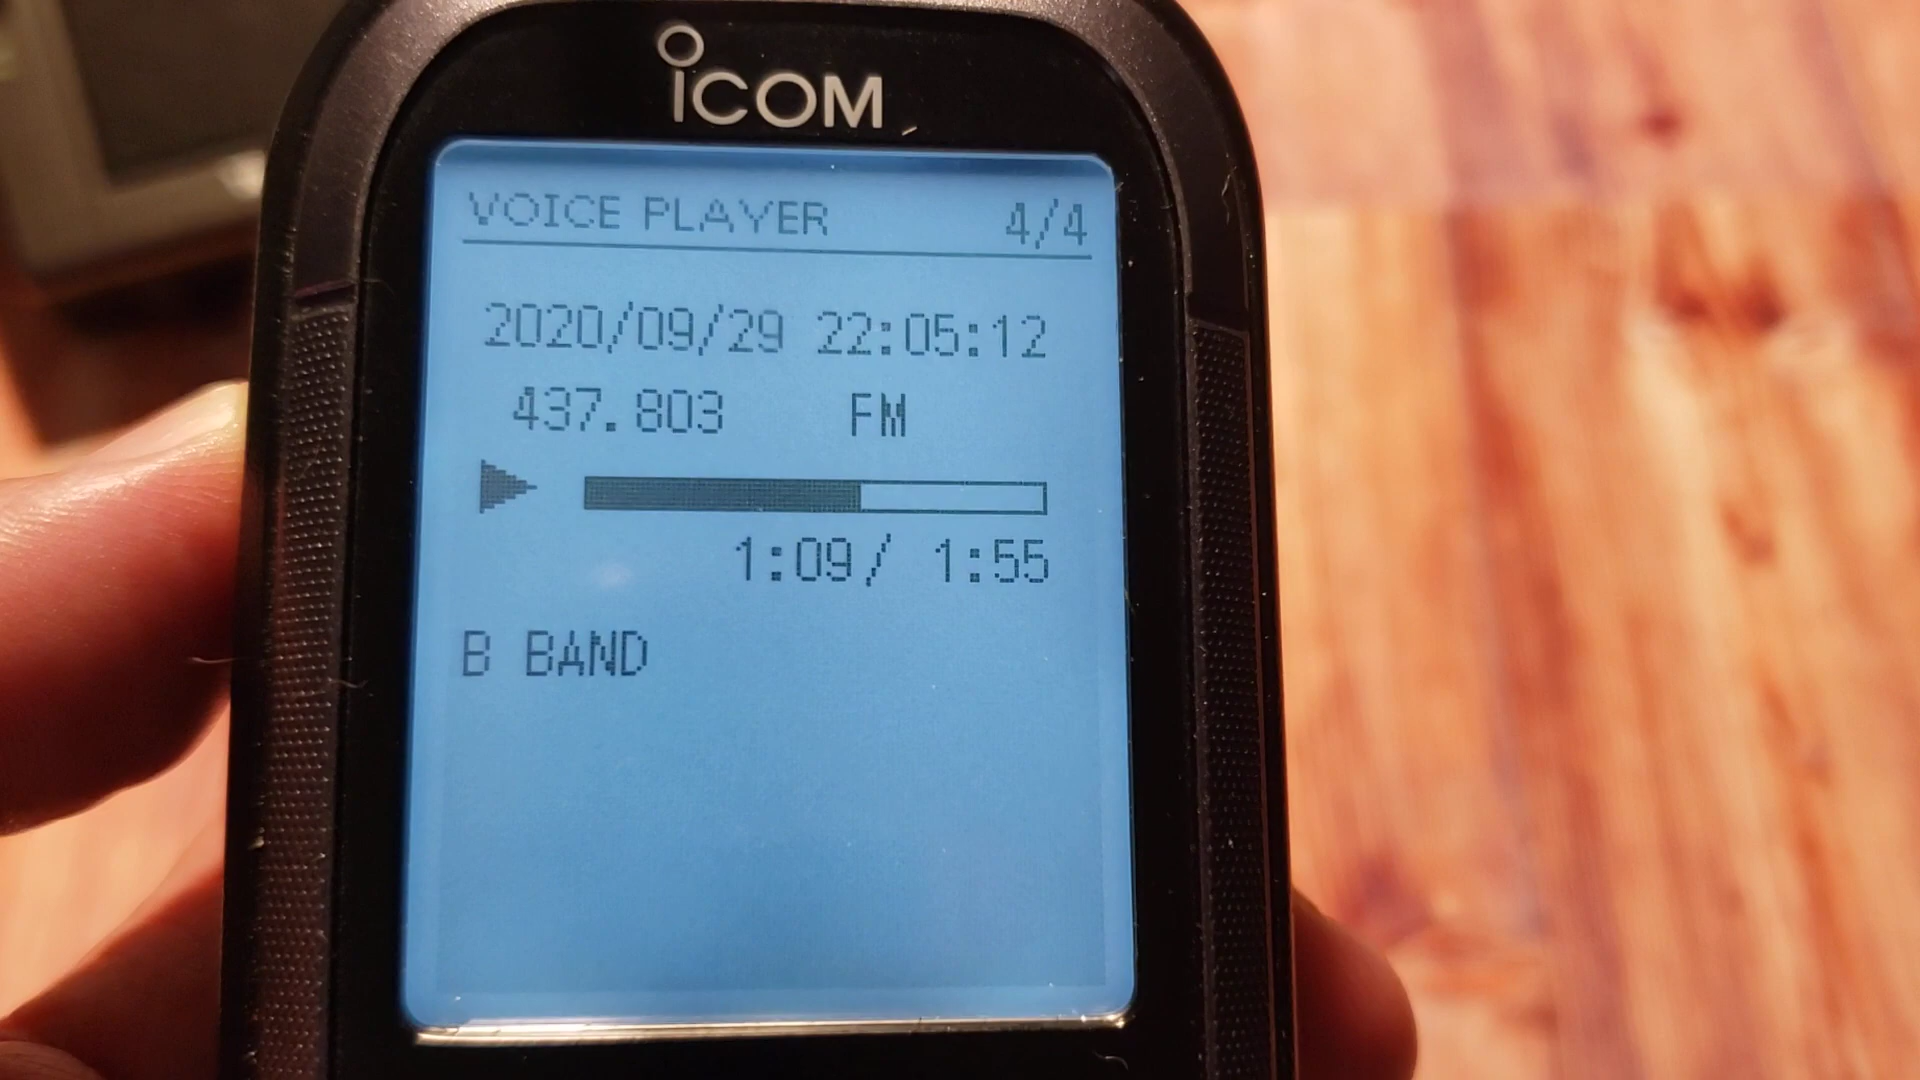 ICOM
VOICE PLAYER 4/4
2020/09/29 22:05:12
437.803 FM
1:09/ 1:55
B BAND